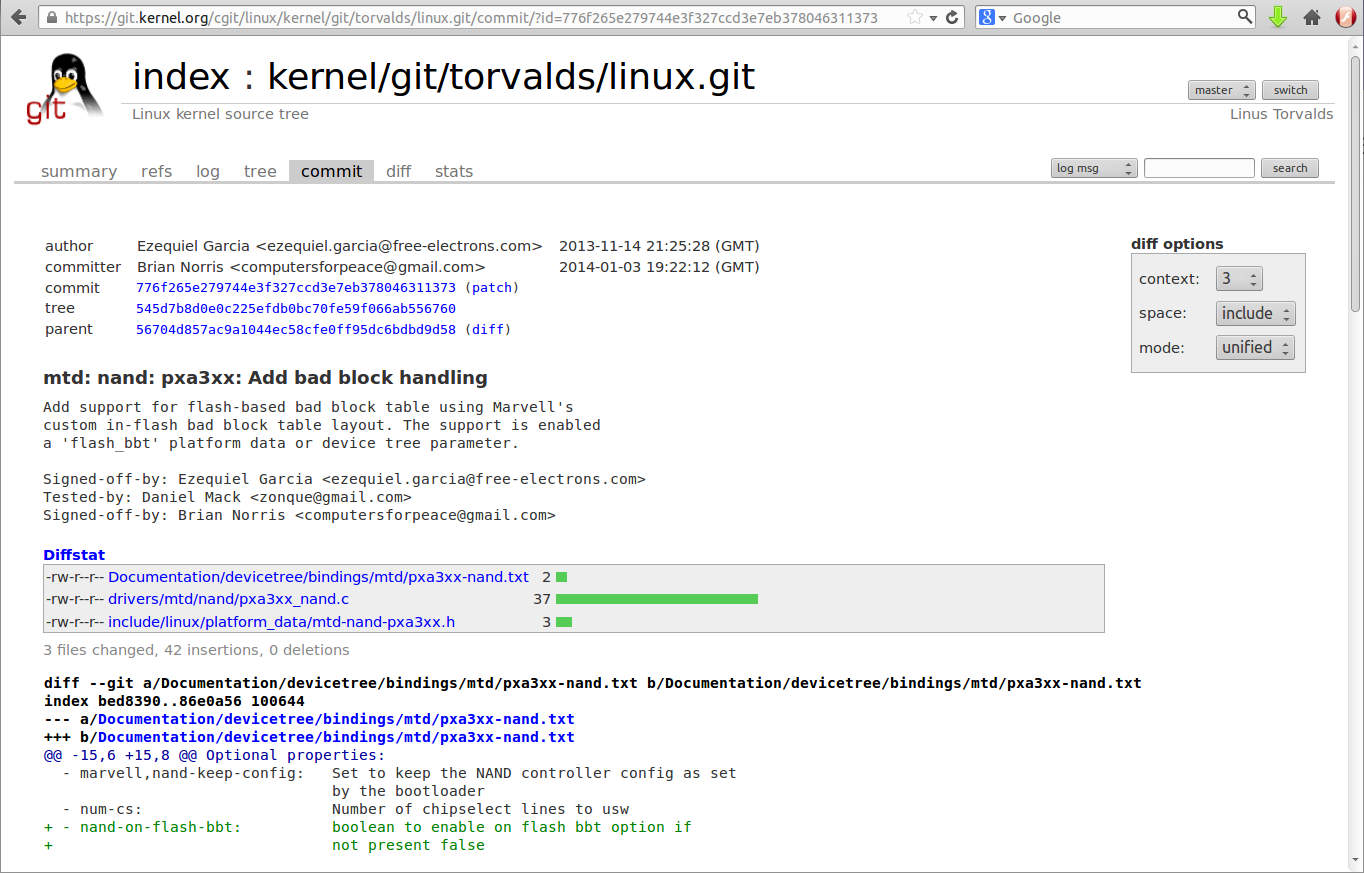 https://git.kernel.org/cgit/linux/kernel/git/torvalds/linux.git/commit/?id=776f265e279744e3f327ccd3e7eb378046311373
Google
git
index : kernel/git/torvalds/linux.git
master
switch
Linux kernel source tree
Linus Torvalds
summary refs log tree commit diff stats
log msg
search
author Ezequiel Garcia <ezequiel.garcia@free-electrons.com> 2013-11-14 21:25:28 (GMT)
committer Brian Norris <computersforpeace@gmail.com> 2014-01-03 19:22:12 (GMT)
commit 776f265e279744e3f327ccd3e7eb378046311373 (patch)
tree 545d7b8d0e0c225efdb0bc70fe59f066ab556760
parent 56704d857ac9a1044ec58cfe0ff95dc6bdbd9d58 (diff)
diff options
context: 3
space: include
mode: unified
mtd: nand: pxa3xx: Add bad block handling
Add support for flash-based bad block table using Marvell's
custom in-flash bad block table layout. The support is enabled
a 'flash_bbt' platform data or device tree parameter.
Signed-off-by: Ezequiel Garcia <ezequiel.garcia@free-electrons.com>
Tested-by: Daniel Mack <zonque@gmail.com>
Signed-off-by: Brian Norris <computersforpeace@gmail.com>
Diffstat
-rw-r--r-- Documentation/devicetree/bindings/mtd/pxa3xx-nand.txt 2
-rw-r--r-- drivers/mtd/nand/pxa3xx_nand.c 37
-rw-r--r-- include/linux/platform_data/mtd-nand-pxa3xx.h 3
3 files changed, 42 insertions, 0 deletions
diff --git a/Documentation/devicetree/bindings/mtd/pxa3xx-nand.txt b/Documentation/devicetree/bindings/mtd/pxa3xx-nand.txt
index bed8390..86e0a56 100644
--- a/Documentation/devicetree/bindings/mtd/pxa3xx-nand.txt
+++ b/Documentation/devicetree/bindings/mtd/pxa3xx-nand.txt
@@ -15,6 +15,8 @@ Optional properties:
- marvell,nand-keep-config: Set to keep the NAND controller config as set
by the bootloader
- num-cs: Number of chipselect lines to usw
+ - nand-on-flash-bbt: boolean to enable on flash bbt option if
+ not present false